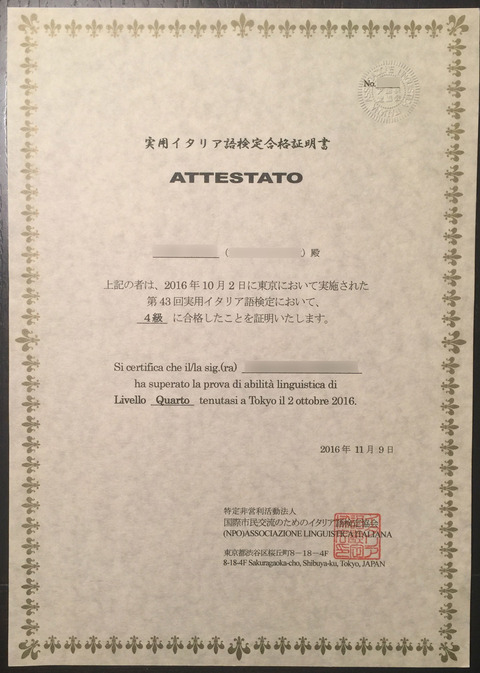 No.
実用イタリア語検定合格証明書
ATTESTATO
( ) 殿
上記の者は、2016年10月2日に東京において実施された
第43回実用イタリア語検定において、
4級 に合格したことを証明いたします。
Si certifica che il/la sig.(ra)
ha superato la prova di abilità linguistica di
Livello Quarto tenutasi a Tokyo il 2 ottobre 2016.
2016年 11月 9日
特定非営利活動法人
国際市民交流のためのイタリア語検定協会
(NPO)ASSOCIAZIONE LINGUISTICA ITALIANA
東京都渋谷区桜丘町8－18－4F
8-18-4F Sakuragaoka-cho, Shibuya-ku, Tokyo, JAPAN